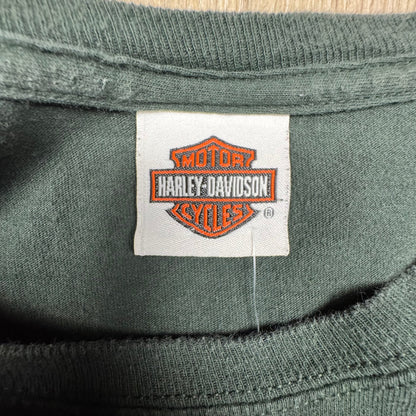 MOTOR
HARLEY-DAVIDSON
CYCLES
®